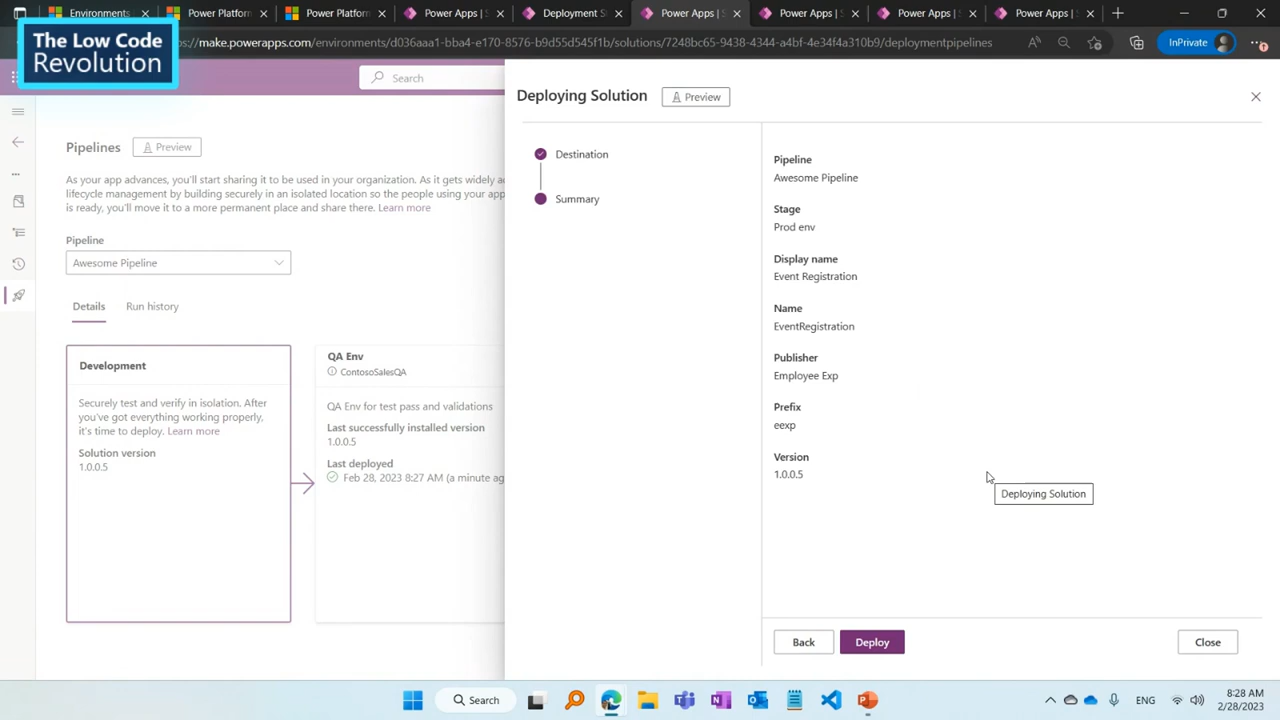 Environments
Power Platform
Power Platform
Power Apps |
Deployment S
Power Apps | S
Power Apps | S
Power Apps | S
Power Apps | S
The Low Code
Revolution
s://make.powerapps.com/environments/d036aaa1-bba4-e170-8576-b9d55d545f1b/solutions/7248bc65-9438-4344-a4bf-4e34f4a310b9/deploymentpipelines
InPrivate
Search
Deploying Solution
Preview
Destination
Summary
Pipelines
Preview
As your app advances, you'll start sharing it to be used in your organization. As it gets widely ad
lifecycle management by building securely in an isolated location so the people using your app
is ready, you'll move it to a more permanent place and share there. Learn more
Pipeline
Awesome Pipeline
Details
Run history
Development
Securely test and verify in isolation. After
you've got everything working properly,
it's time to deploy. Learn more
Solution version
1.0.0.5
QA Env
ContosoSalesQA
QA Env for test pass and validations
Last successfully installed version
1.0.0.5
Last deployed
Feb 28, 2023 8:27 AM (a minute ag
Pipeline
Awesome Pipeline
Stage
Prod env
Display name
Event Registration
Name
EventRegistration
Publisher
Employee Exp
Prefix
eexp
Version
1.0.0.5
Deploying Solution
Back
Deploy
Close
Search
ENG
8:28 AM
2/28/2023